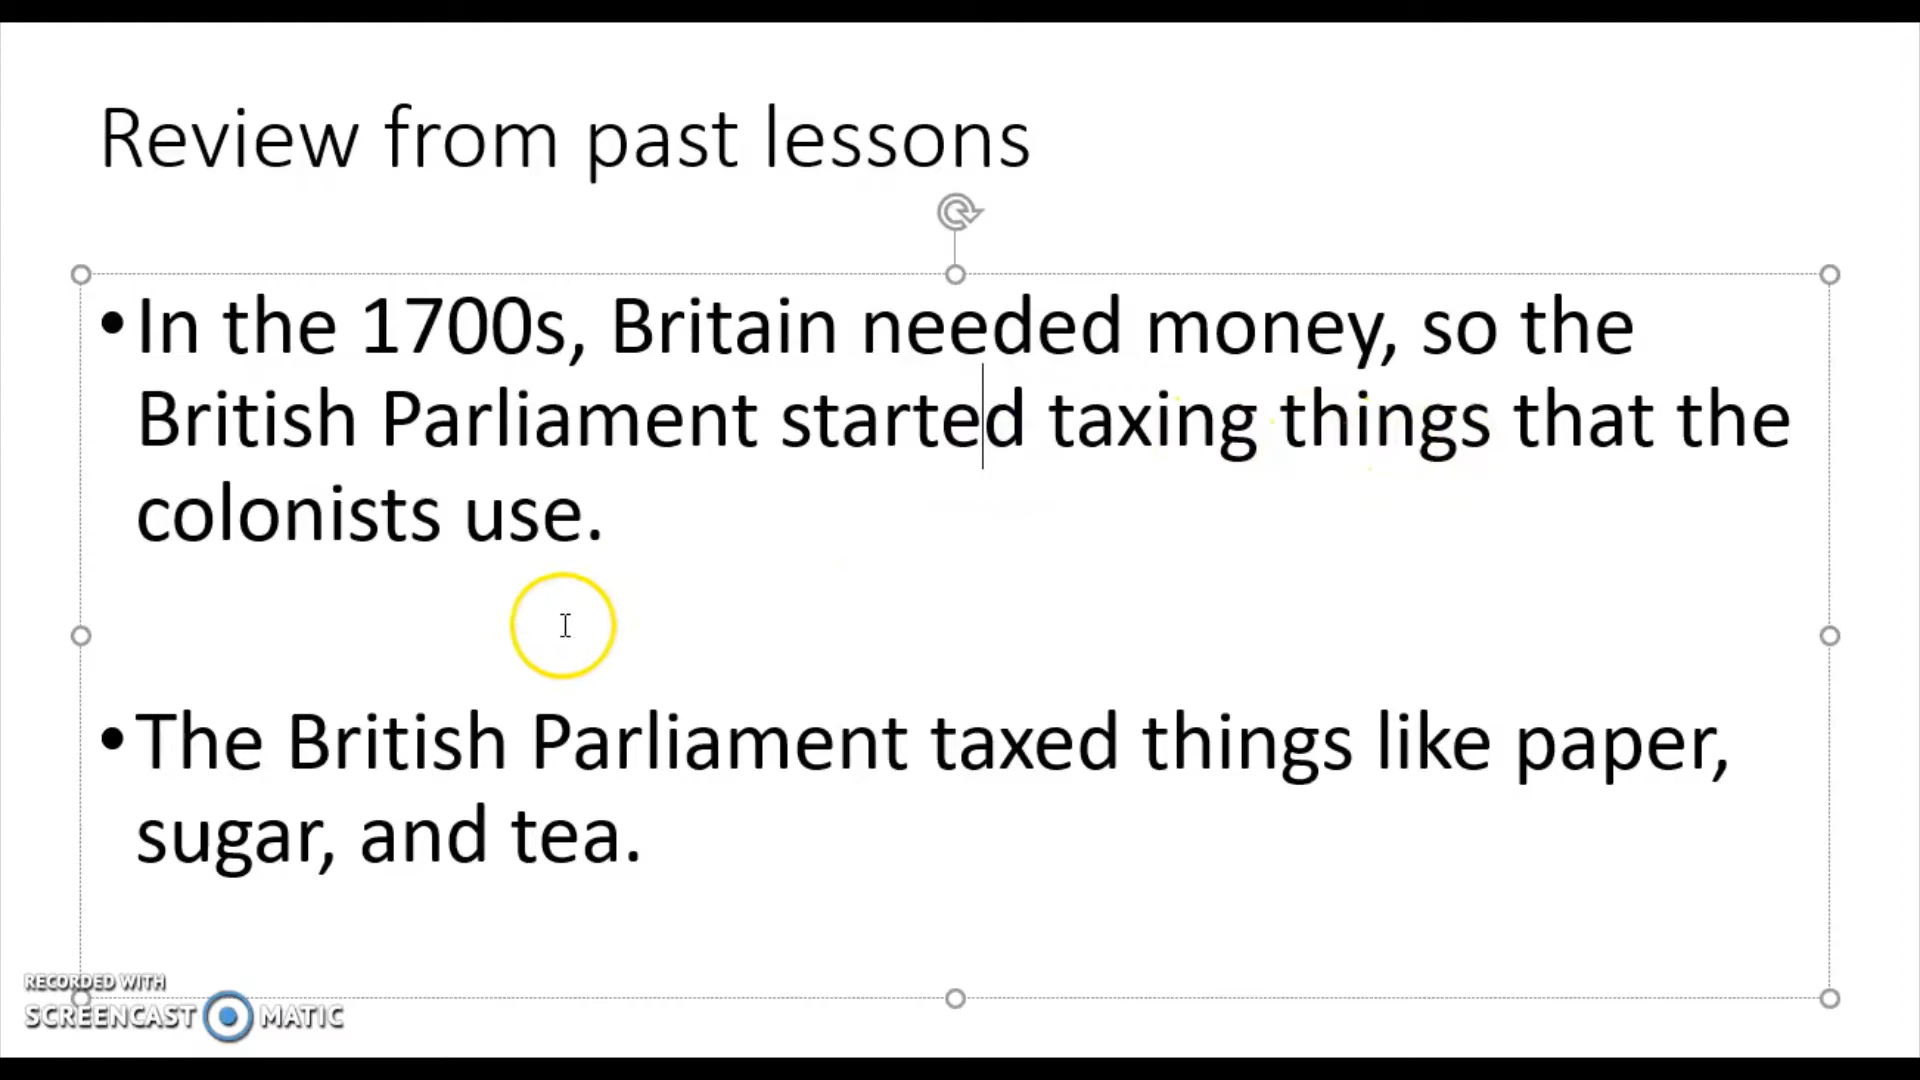 Review from past lessons
•In the 1700s, Britain needed money, so the
British Parliament started taxing things that the
colonists use.
•The British Parliament taxed things like paper,
sugar, and tea.
RECORDED WITH
SCREENCAST MATIC